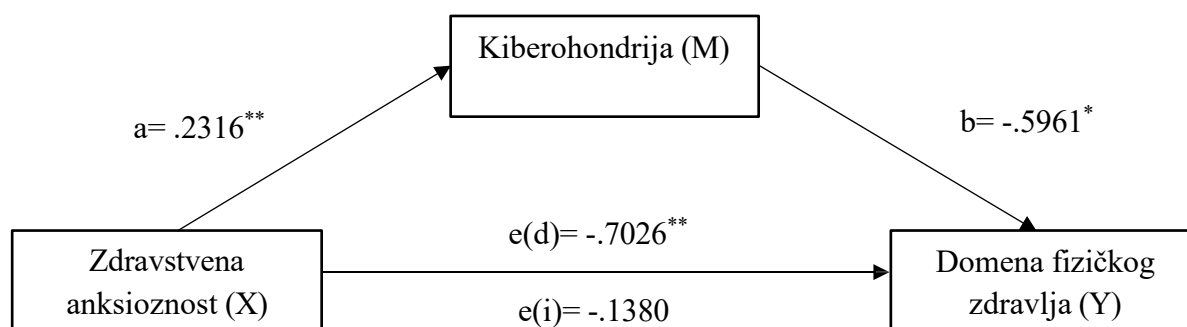 Kiberohondrija (M)
a= .2316**
b= -.5961*
e(d)= -.7026**
Zdravstvena
anksioznost (X)
e(i)= -.1380
Domena fizičkog
zdravlja (Y)